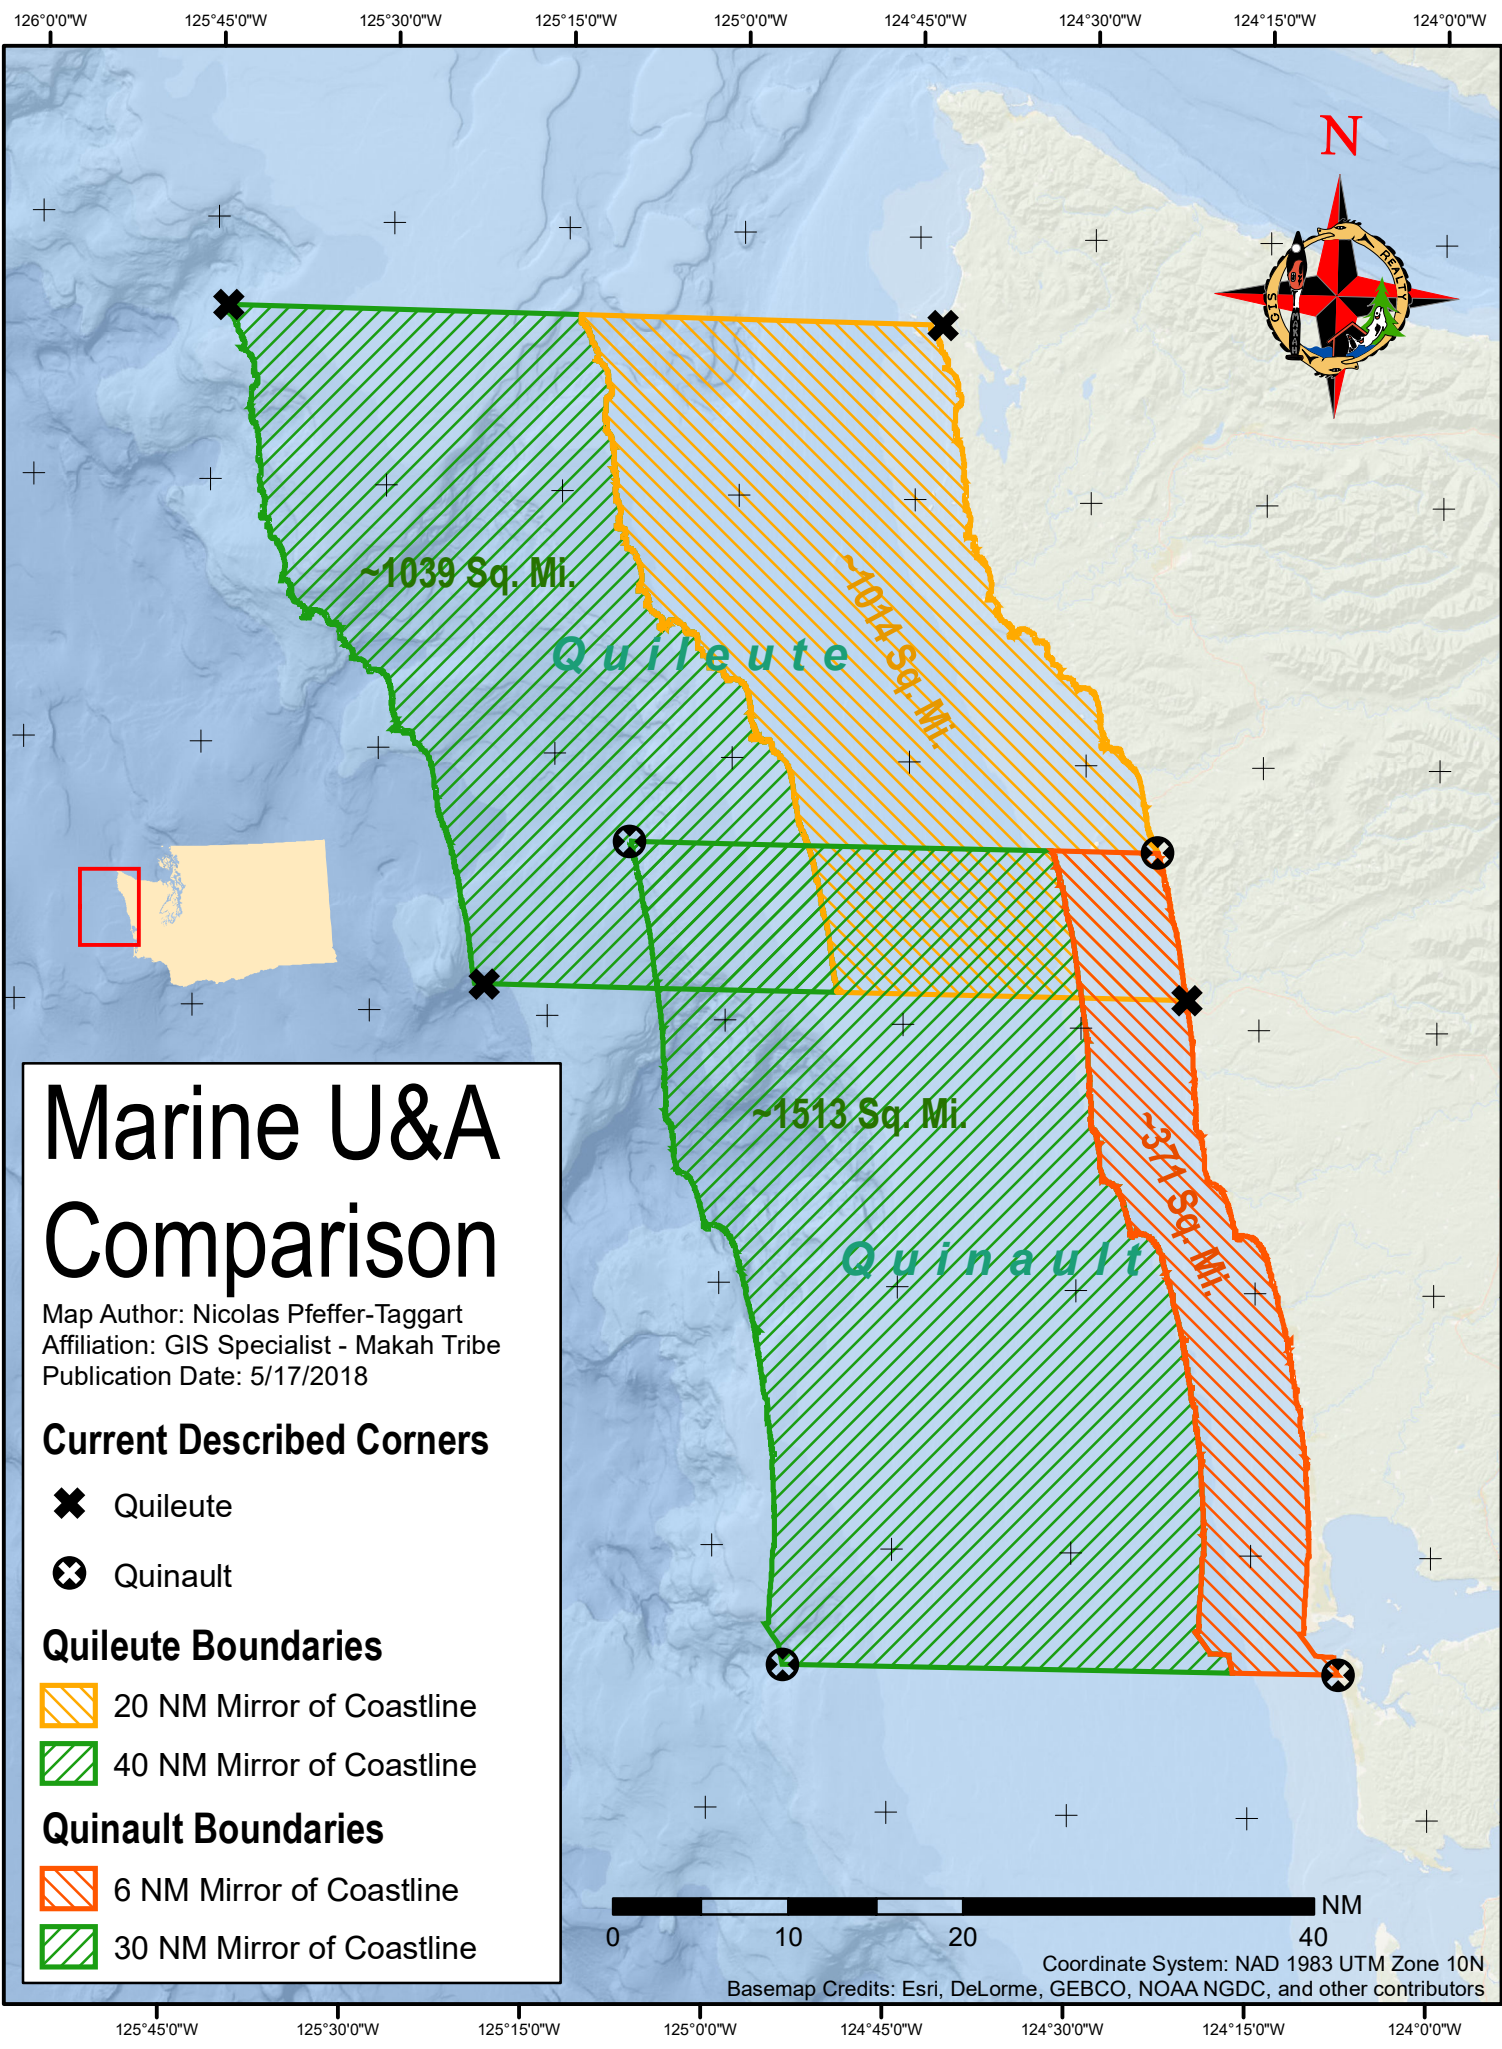 126°0'0"W 125°45'0"W 125°30'0"W 125°15'0"W 125°0'0"W 124°45'0"W 124°30'0"W 124°15'0"W 124°0'0"W
N
GIS
REALTY
MAKAH
~1039 Sq. Mi.
~1014 Sq. Mi.
Quileute
~1513 Sq. Mi.
~371 Sq. Mi.
Quinault
Marine U&A
Comparison
Map Author: Nicolas Pfeffer-Taggart
Affiliation: GIS Specialist - Makah Tribe
Publication Date: 5/17/2018
Current Described Corners
Quileute
Quinault
Quileute Boundaries
20 NM Mirror of Coastline
40 NM Mirror of Coastline
Quinault Boundaries
6 NM Mirror of Coastline
30 NM Mirror of Coastline
NM
0 10 20 40
Coordinate System: NAD 1983 UTM Zone 10N
Basemap Credits: Esri, DeLorme, GEBCO, NOAA NGDC, and other contributors
125°45'0"W 125°30'0"W 125°15'0"W 125°0'0"W 124°45'0"W 124°30'0"W 124°15'0"W 124°0'0"W